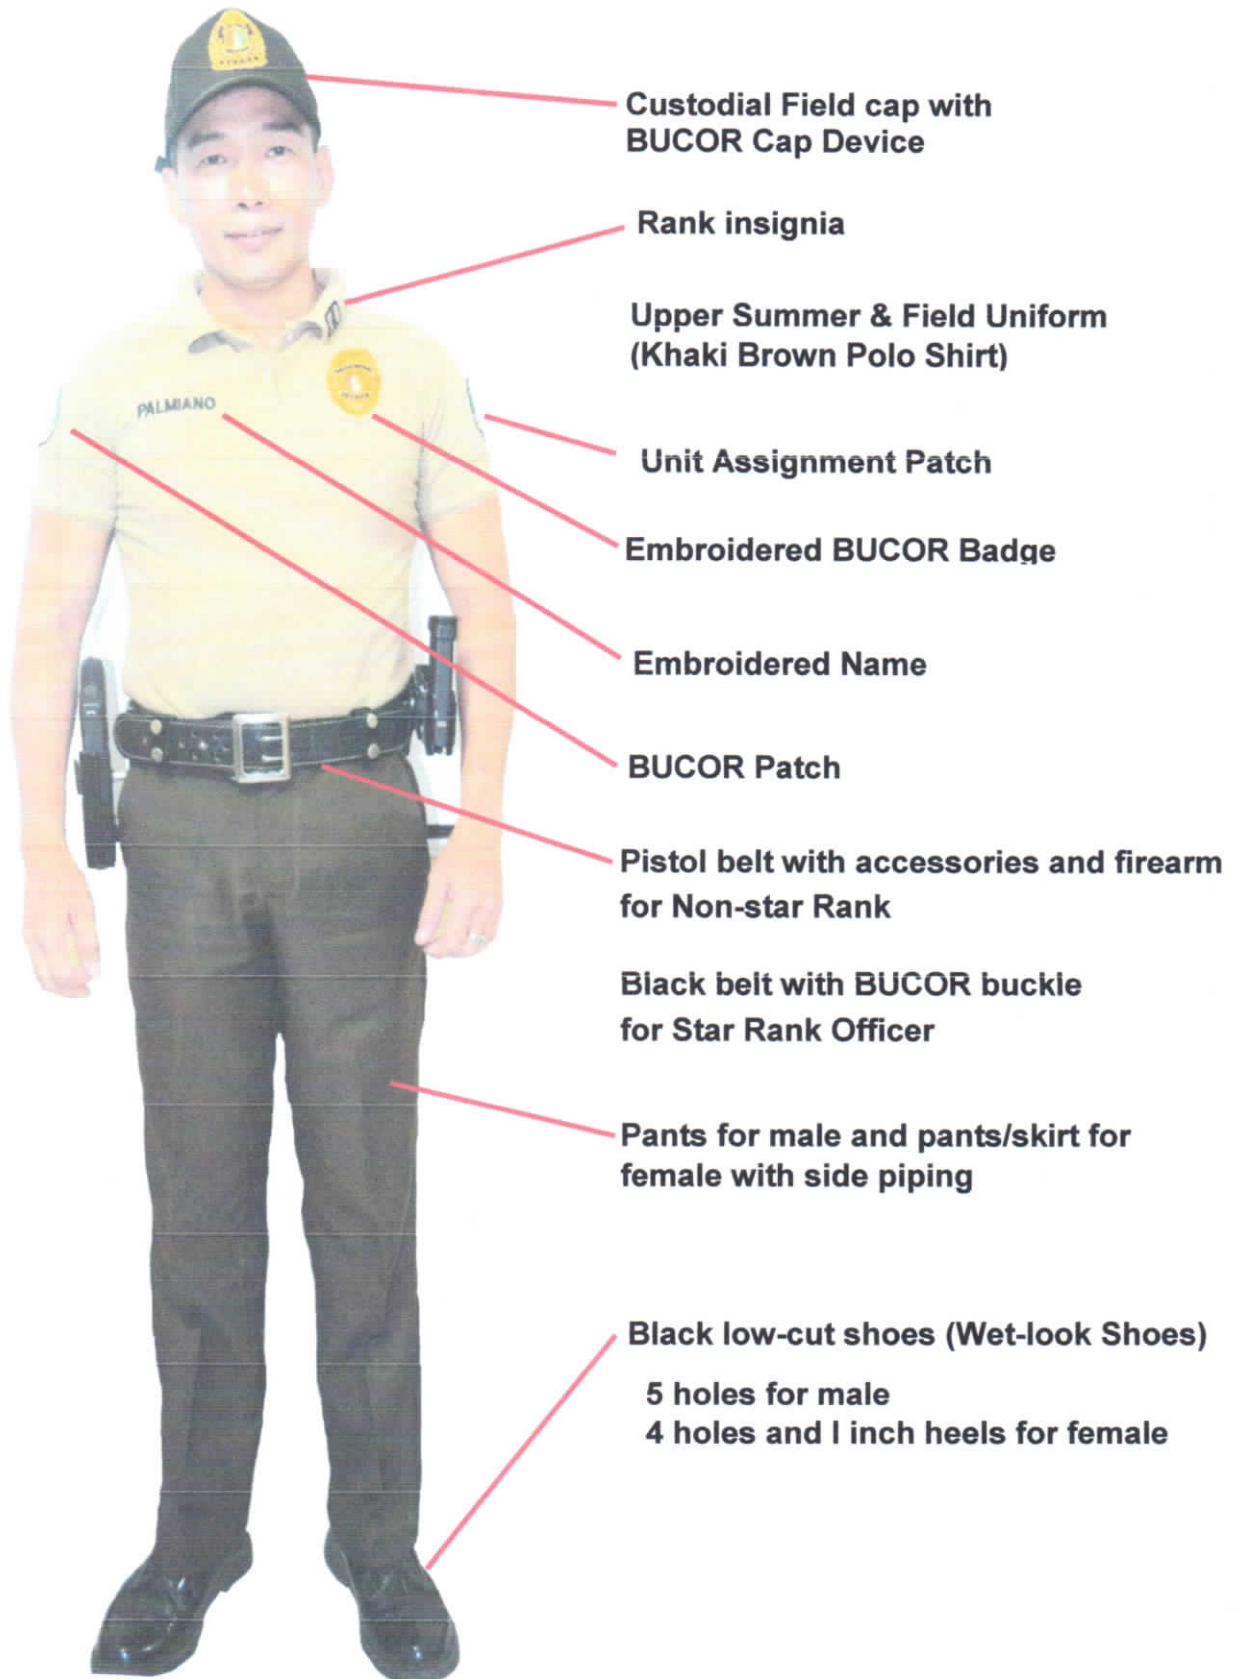 Custodial Field cap with
BUCOR Cap Device
Rank insignia
Upper Summer & Field Uniform
(Khaki Brown Polo Shirt)
PALMIANO
Unit Assignment Patch
Embroidered BUCOR Badge
Embroidered Name
BUCOR Patch
Pistol belt with accessories and firearm
for Non-star Rank
Black belt with BUCOR buckle
for Star Rank Officer
Pants for male and pants/skirt for
female with side piping
Black low-cut shoes (Wet-look Shoes)
5 holes for male
4 holes and I inch heels for female